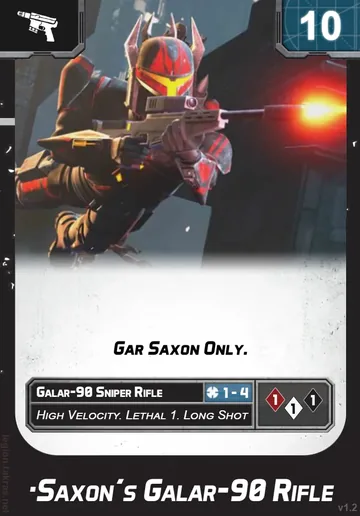 10
GAR SAXON ONLY.
GALAR-90 SNIPER RIFLE 1 - 4
HIGH VELOCITY. LETHAL 1. LONG SHOT
1 1 1
·SAXON´S GALAR-90 RIFLE
v1.2